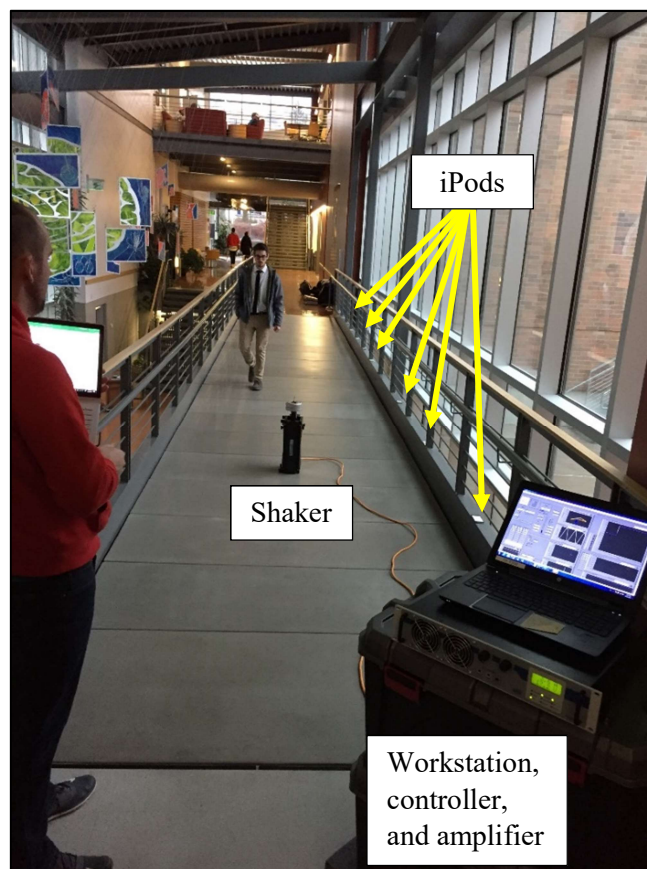 iPods
Shaker
Workstation,
controller,
and amplifier